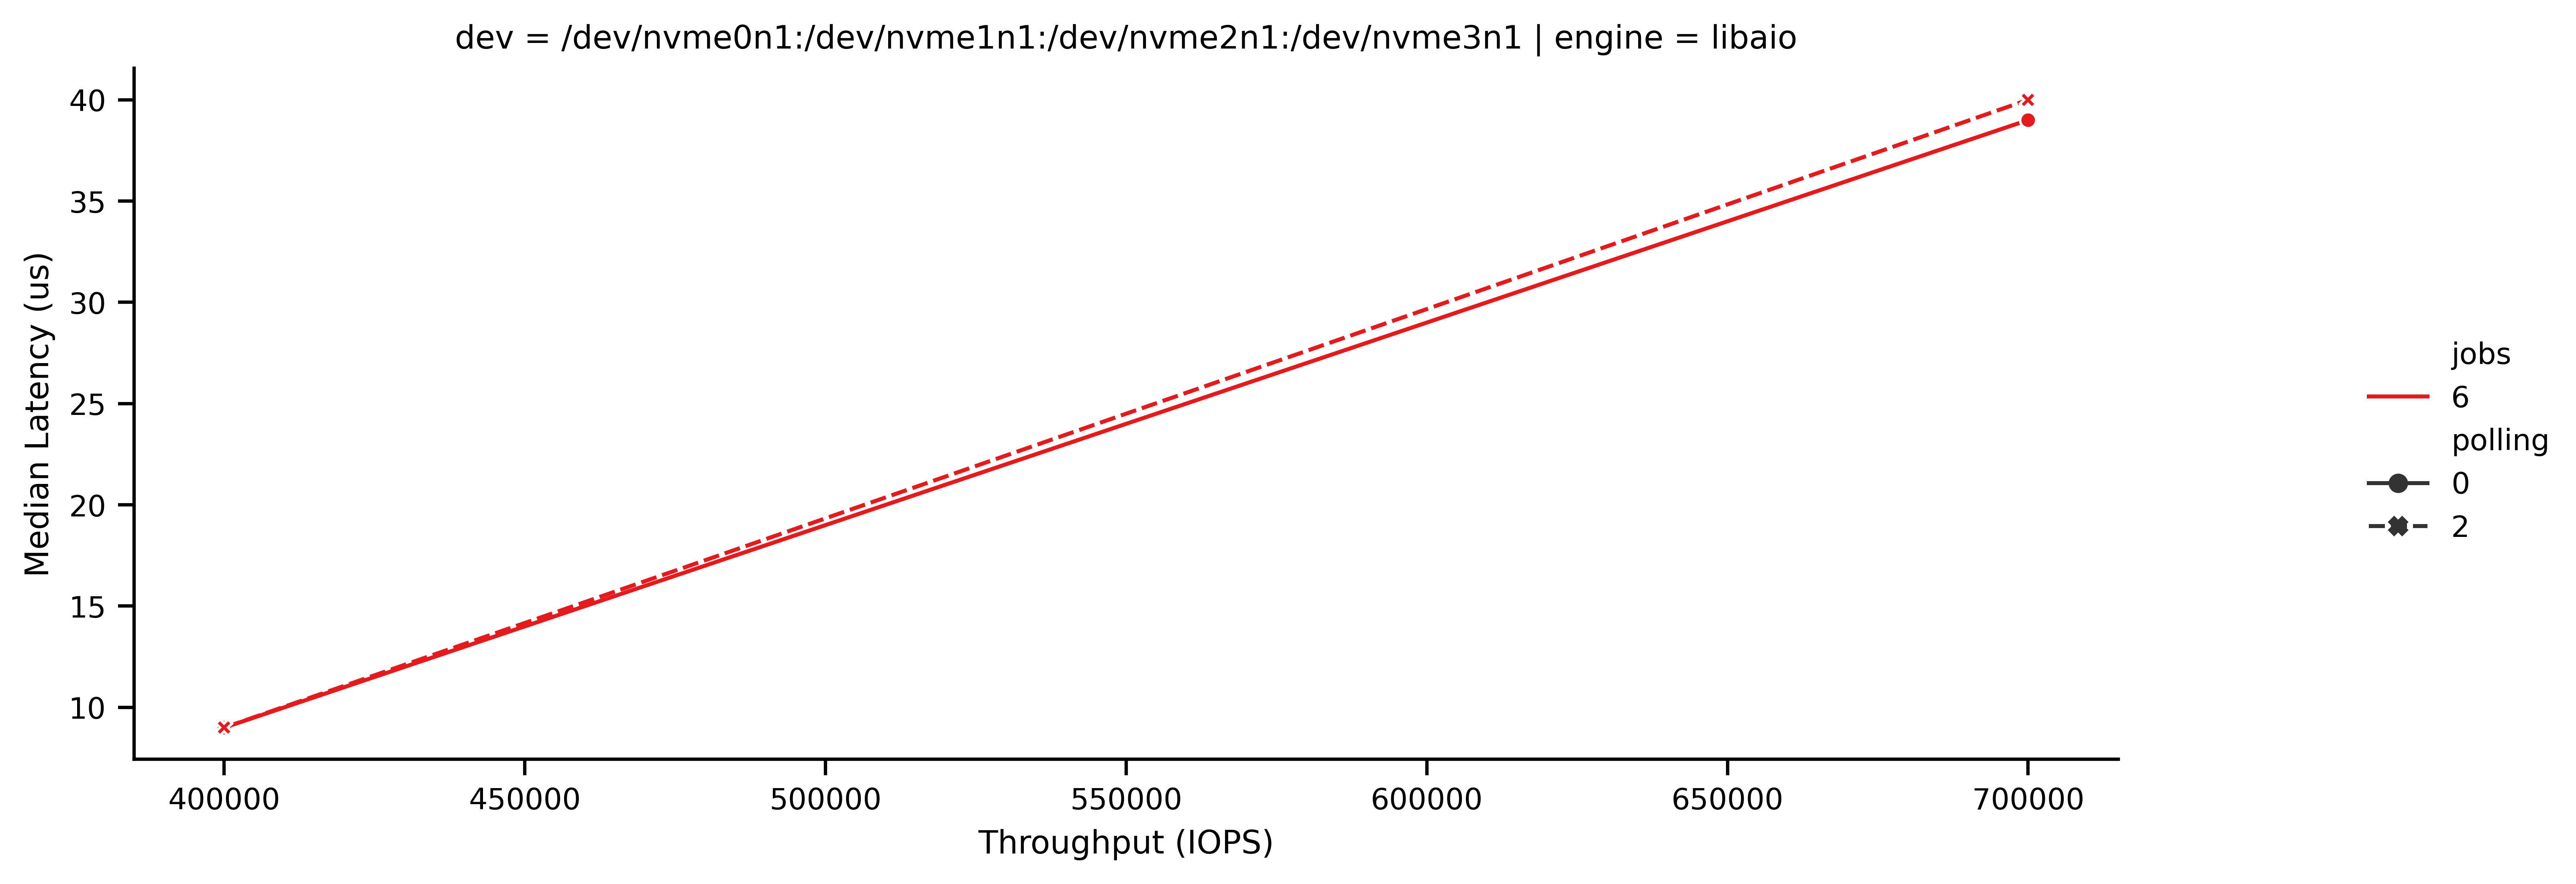 dev = /dev/nvme0n1:/dev/nvme1n1:/dev/nvme2n1:/dev/nvme3n1 | engine = libaio
Median Latency (us)
40
35
30
25
20
15
10
400000 450000 500000 550000 600000 650000 700000
Throughput (IOPS)
jobs
6
polling
0
2